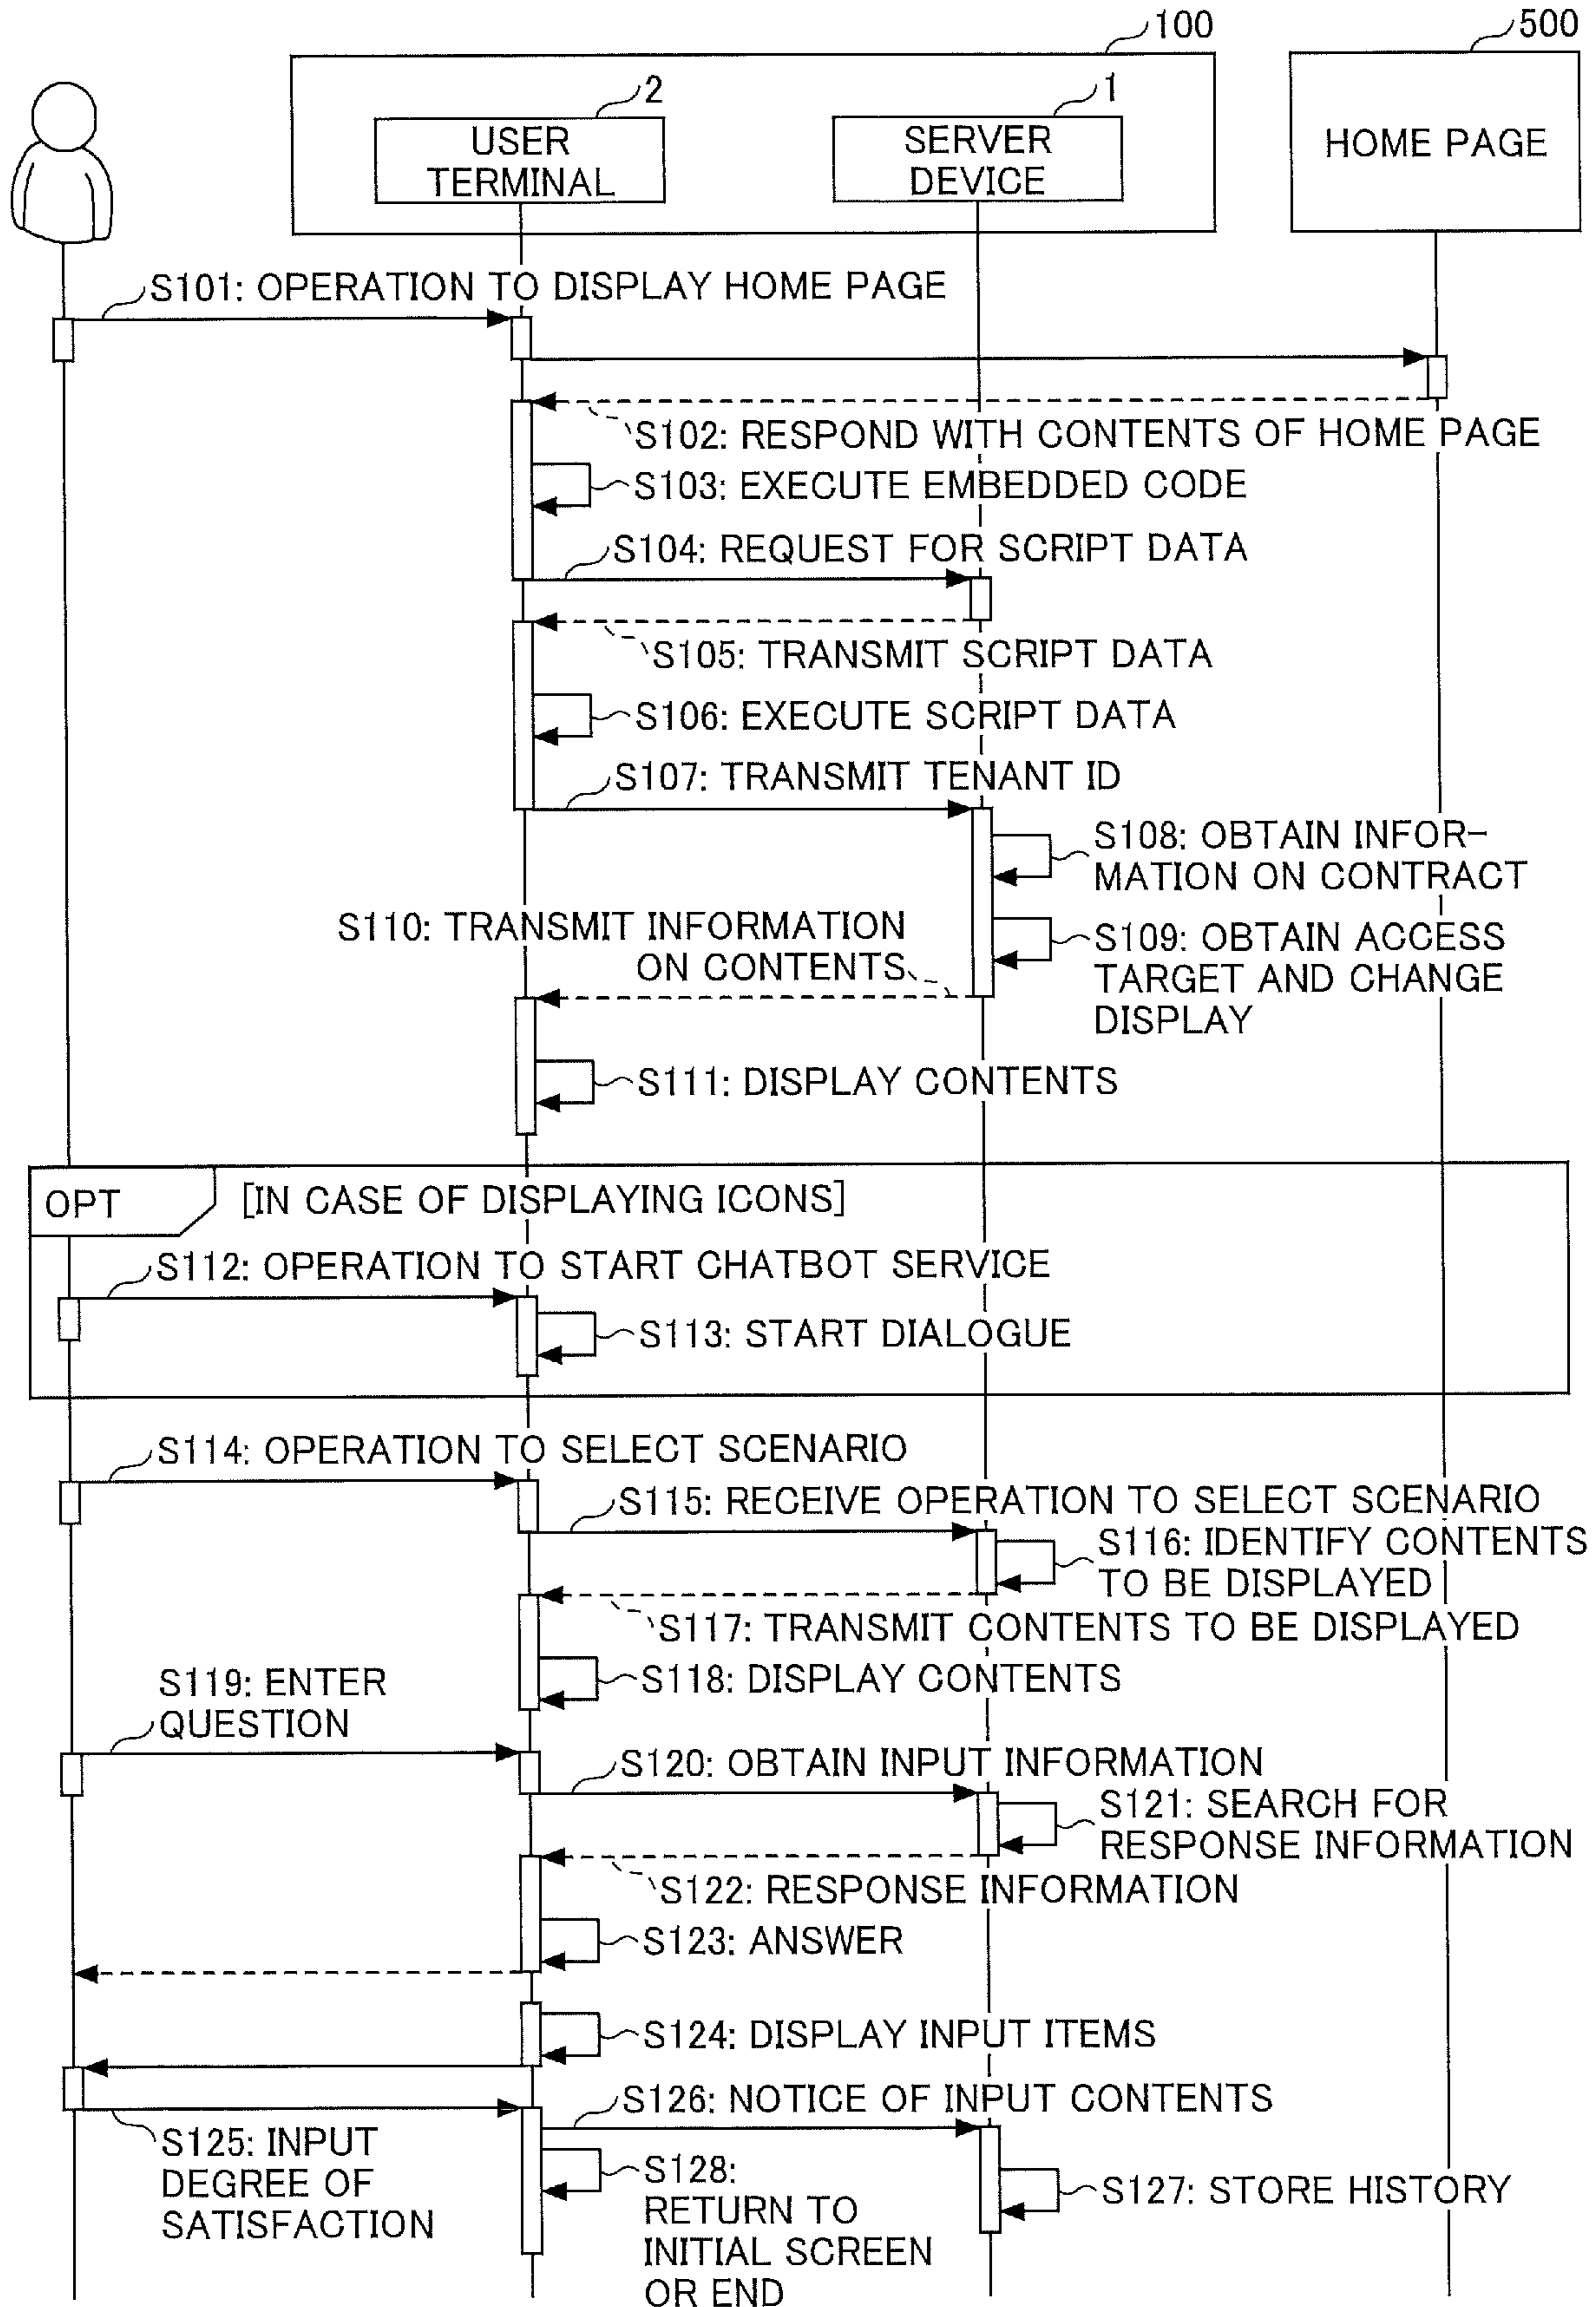 100
500
2
1
USER
TERMINAL
SERVER
DEVICE
HOME PAGE
S101: OPERATION TO DISPLAY HOME PAGE
S102: RESPOND WITH CONTENTS OF HOME PAGE
S103: EXECUTE EMBEDDED CODE
S104: REQUEST FOR SCRIPT DATA
S105: TRANSMIT SCRIPT DATA
S106: EXECUTE SCRIPT DATA
S107: TRANSMIT TENANT ID
S108: OBTAIN INFOR-
MATION ON CONTRACT
S110: TRANSMIT INFORMATION
ON CONTENTS
S109: OBTAIN ACCESS
TARGET AND CHANGE
DISPLAY
S111: DISPLAY CONTENTS
OPT
[IN CASE OF DISPLAYING ICONS]
S112: OPERATION TO START CHATBOT SERVICE
S113: START DIALOGUE
S114: OPERATION TO SELECT SCENARIO
S115: RECEIVE OPERATION TO SELECT SCENARIO
S116: IDENTIFY CONTENTS
TO BE DISPLAYED
S117: TRANSMIT CONTENTS TO BE DISPLAYED
S118: DISPLAY CONTENTS
S119: ENTER
QUESTION
S120: OBTAIN INPUT INFORMATION
S121: SEARCH FOR
RESPONSE INFORMATION
S122: RESPONSE INFORMATION
S123: ANSWER
S124: DISPLAY INPUT ITEMS
S126: NOTICE OF INPUT CONTENTS
S125: INPUT
DEGREE OF
SATISFACTION
S128:
RETURN TO
INITIAL SCREEN
OR END
S127: STORE HISTORY